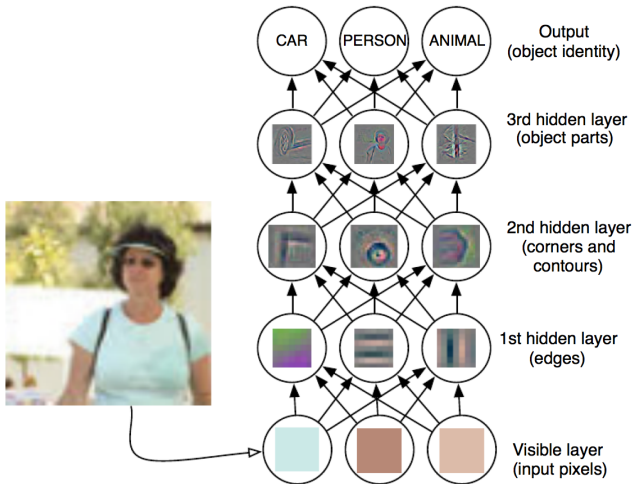 CAR
PERSON
ANIMAL
Output
(object identity)
3rd hidden layer
(object parts)
2nd hidden layer
(corners and
contours)
1st hidden layer
(edges)
Visible layer
(input pixels)